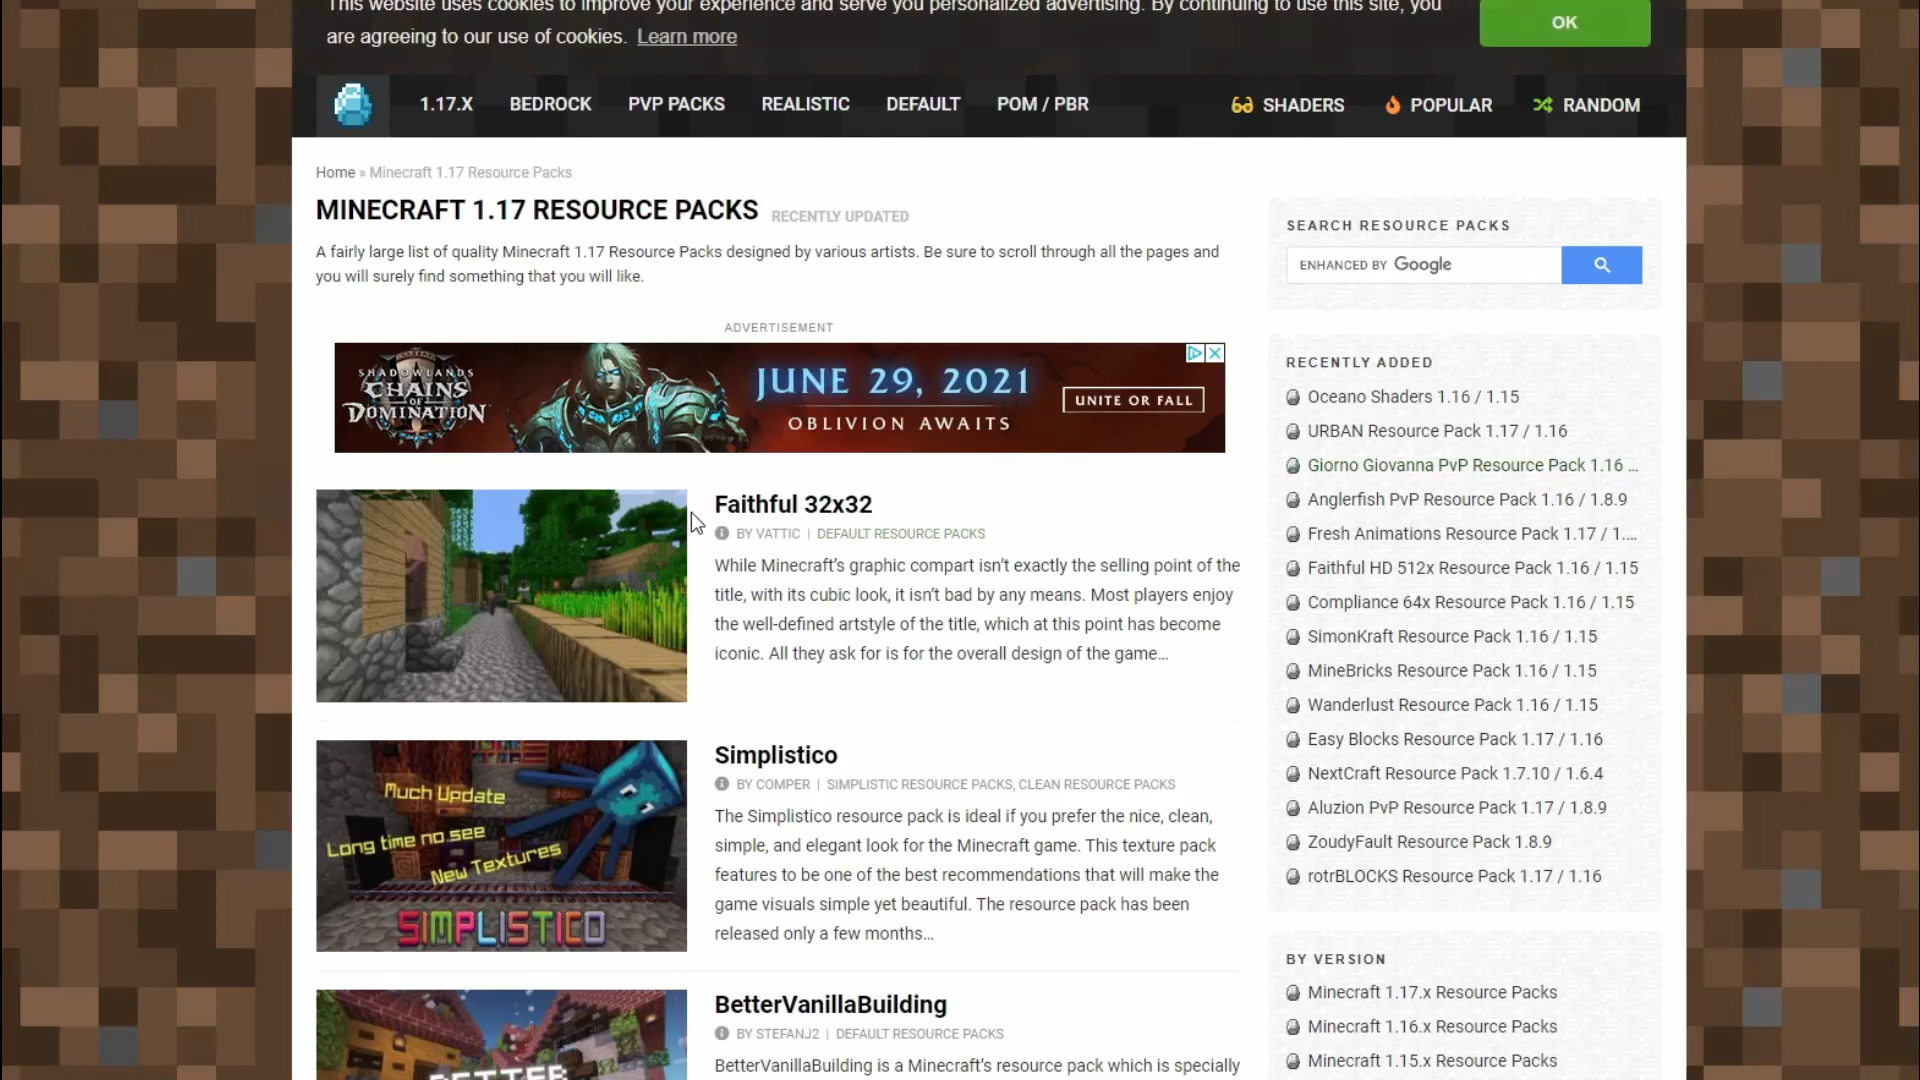 This website uses cookies to improve your experience and serve you personalized advertising. By continuing to use this site, you
are agreeing to our use of cookies. Learn more
OK
1.17.X BEDROCK PVP PACKS REALISTIC DEFAULT POM / PBR SHADERS POPULAR RANDOM
Home » Minecraft 1.17 Resource Packs
MINECRAFT 1.17 RESOURCE PACKS RECENTLY UPDATED
A fairly large list of quality Minecraft 1.17 Resource Packs designed by various artists. Be sure to scroll through all the pages and
you will surely find something that you will like.
ADVERTISEMENT
SHADOWLANDS
CHAINS
OF
DOMINATION
JUNE 29, 2021
OBLIVION AWAITS
UNITE OR FALL
Faithful 32x32
BY VATTIC | DEFAULT RESOURCE PACKS
While Minecraft's graphic compart isn't exactly the selling point of the
title, with its cubic look, it isn't bad by any means. Most players enjoy
the well-defined artstyle of the title, which at this point has become
iconic. All they ask for is for the overall design of the game…
Much Update
Long time no see
New Textures
SIMPLISTICO
Simplistico
BY COMPER | SIMPLISTIC RESOURCE PACKS, CLEAN RESOURCE PACKS
The Simplistico resource pack is ideal if you prefer the nice, clean,
simple, and elegant look for the Minecraft game. This texture pack
features to be one of the best recommendations that will make the
game visuals simple yet beautiful. The resource pack has been
released only a few months…
BETTER
BetterVanillaBuilding
BY STEFANJ2 | DEFAULT RESOURCE PACKS
BetterVanillaBuilding is a Minecraft's resource pack which is specially
SEARCH RESOURCE PACKS
ENHANCED BY Google
RECENTLY ADDED
Oceano Shaders 1.16 / 1.15
URBAN Resource Pack 1.17 / 1.16
Giorno Giovanna PvP Resource Pack 1.16 ...
Anglerfish PvP Resource Pack 1.16 / 1.8.9
Fresh Animations Resource Pack 1.17 / 1....
Faithful HD 512x Resource Pack 1.16 / 1.15
Compliance 64x Resource Pack 1.16 / 1.15
SimonKraft Resource Pack 1.16 / 1.15
MineBricks Resource Pack 1.16 / 1.15
Wanderlust Resource Pack 1.16 / 1.15
Easy Blocks Resource Pack 1.17 / 1.16
NextCraft Resource Pack 1.7.10 / 1.6.4
Aluzion PvP Resource Pack 1.17 / 1.8.9
ZoudyFault Resource Pack 1.8.9
rotrBLOCKS Resource Pack 1.17 / 1.16
BY VERSION
Minecraft 1.17.x Resource Packs
Minecraft 1.16.x Resource Packs
Minecraft 1.15.x Resource Packs